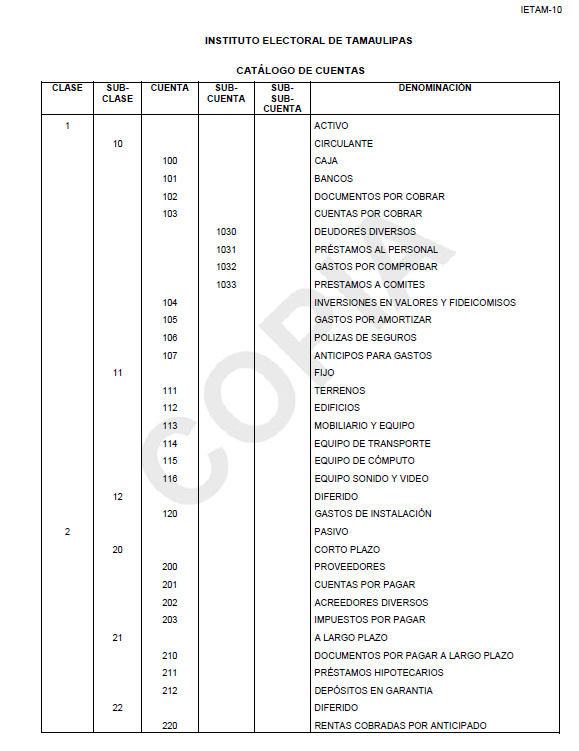 IETAM-10
INSTITUTO ELECTORAL DE TAMAULIPAS
CATÁLOGO DE CUENTAS
CLASE SUB-CLASE CUENTA SUB-CUENTA SUB-SUB-CUENTA DENOMINACIÓN
1 ACTIVO
10 CIRCULANTE
100 CAJA
101 BANCOS
102 DOCUMENTOS POR COBRAR
103 CUENTAS POR COBRAR
1030 DEUDORES DIVERSOS
1031 PRÉSTAMOS AL PERSONAL
1032 GASTOS POR COMPROBAR
1033 PRESTAMOS A COMITES
104 INVERSIONES EN VALORES Y FIDEICOMISOS
105 GASTOS POR AMORTIZAR
106 POLIZAS DE SEGUROS
107 ANTICIPOS PARA GASTOS
11 FIJO
111 TERRENOS
112 EDIFICIOS
113 MOBILIARIO Y EQUIPO
114 EQUIPO DE TRANSPORTE
115 EQUIPO DE CÓMPUTO
116 EQUIPO SONIDO Y VIDEO
12 DIFERIDO
120 GASTOS DE INSTALACIÓN
2 PASIVO
20 CORTO PLAZO
200 PROVEEDORES
201 CUENTAS POR PAGAR
202 ACREEDORES DIVERSOS
203 IMPUESTOS POR PAGAR
21 A LARGO PLAZO
210 DOCUMENTOS POR PAGAR A LARGO PLAZO
211 PRÉSTAMOS HIPOTECARIOS
212 DEPÓSITOS EN GARANTIA
22 DIFERIDO
220 RENTAS COBRADAS POR ANTICIPADO
COPIA